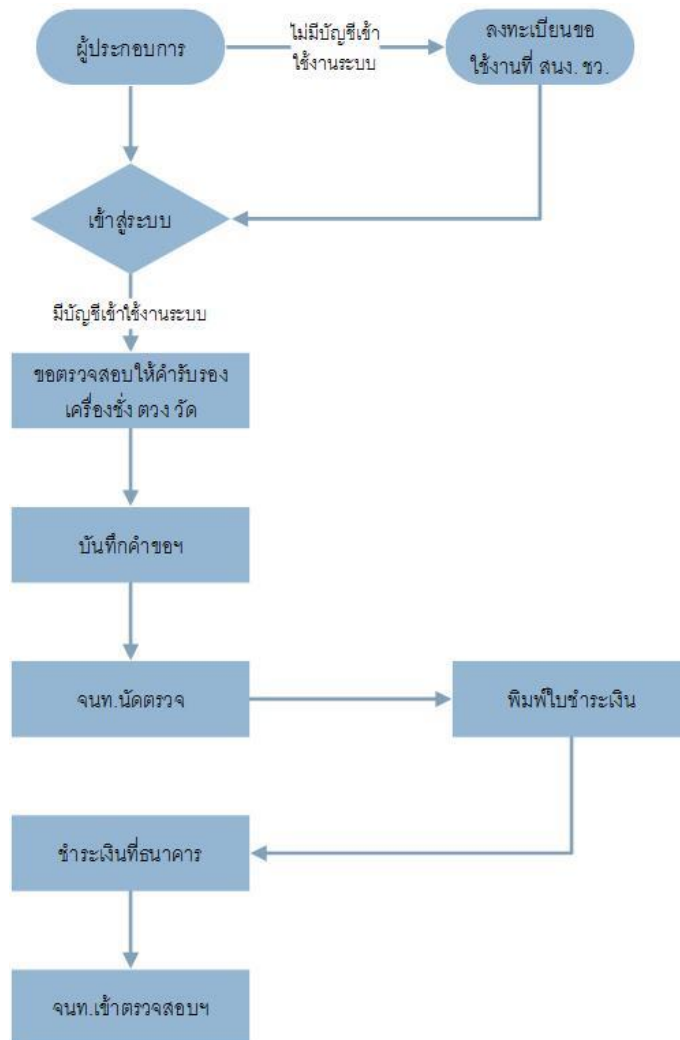 ผู้ประกอบการ
ไม่มีบัญชีเข้า
ใช้งานระบบ
ลงทะเบียนขอ
ใช้งานที่ สนง. ชว.
เข้าสู่ระบบ
มีบัญชีเข้าใช้งานระบบ
ขอตรวจสอบให้คำรับรอง
เครื่องชั่ง ตวง วัด
บันทึกคำขอฯ
จนท.นัดตรวจ
พิมพ์ใบชำระเงิน
ชำระเงินที่ธนาคาร
จนท.เข้าตรวจสอบฯ